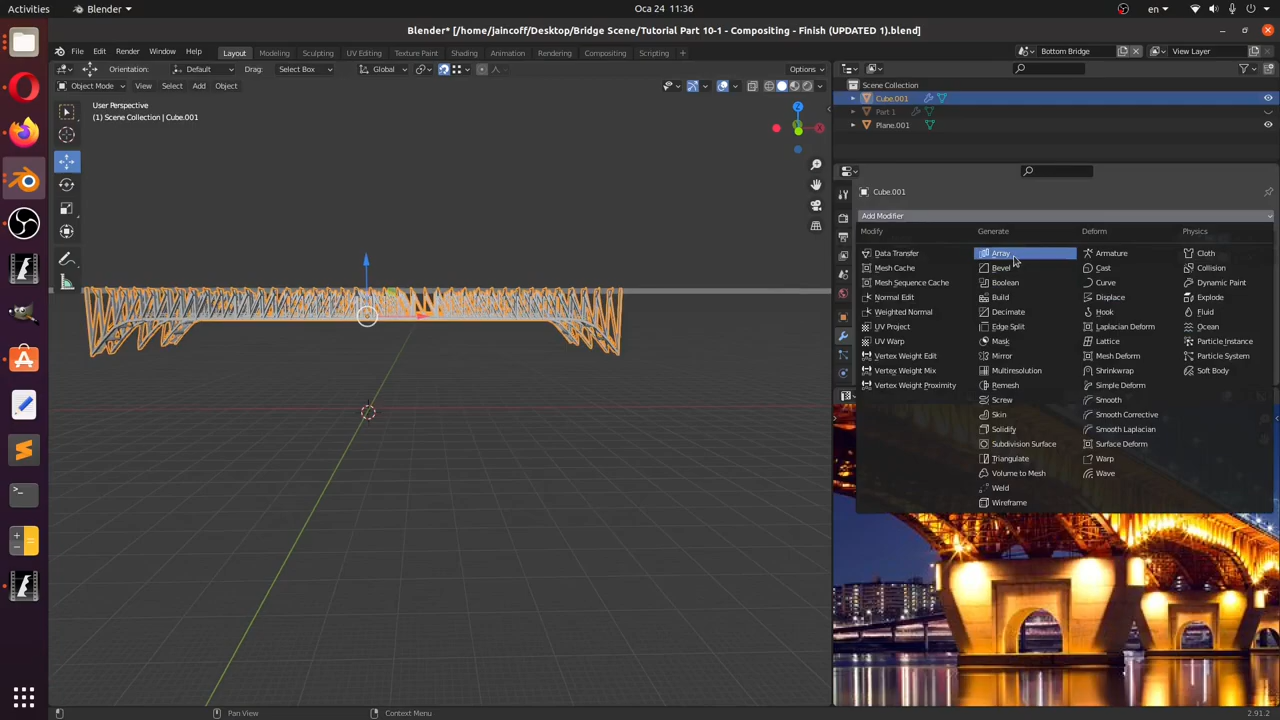 Activities
Blender
Oca 24 11:36
en
Blender* [/home/jaincoff/Desktop/Bridge Scene/Tutorial Part 10-1 - Compositing - Finish (UPDATED 1).blend]
File Edit Render Window Help
Layout Modeling Sculpting UV Editing Texture Paint Shading Animation Rendering Compositing Scripting
Bottom Bridge
View Layer
Orientation: Default Drag: Select Box Global Options
Object Mode View Select Add Object
User Perspective
(1) Scene Collection | Cube.001
Z
Scene Collection
Cube.001
Part 1
Plane.001
Cube.001
Add Modifier
Modify Generate Deform Physics
Data Transfer Array Armature Cloth
Mesh Cache Bevel Cast Collision
Mesh Sequence Cache Boolean Curve Dynamic Paint
Normal Edit Build Displace Explode
Weighted Normal Decimate Hook Fluid
UV Project Edge Split Laplacian Deform Ocean
UV Warp Mask Lattice Particle Instance
Vertex Weight Edit Mirror Mesh Deform Particle System
Vertex Weight Mix Multiresolution Shrinkwrap Soft Body
Vertex Weight Proximity Remesh Simple Deform
Screw Smooth
Skin Smooth Corrective
Solidify Smooth Laplacian
Subdivision Surface Surface Deform
Triangulate Warp
Volume to Mesh Wave
Weld
Wireframe
Pan View
Context Menu
2.91.2